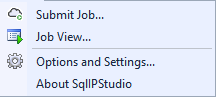 Submit Job...
Job View...
Options and Settings...
About SqlIPStudio